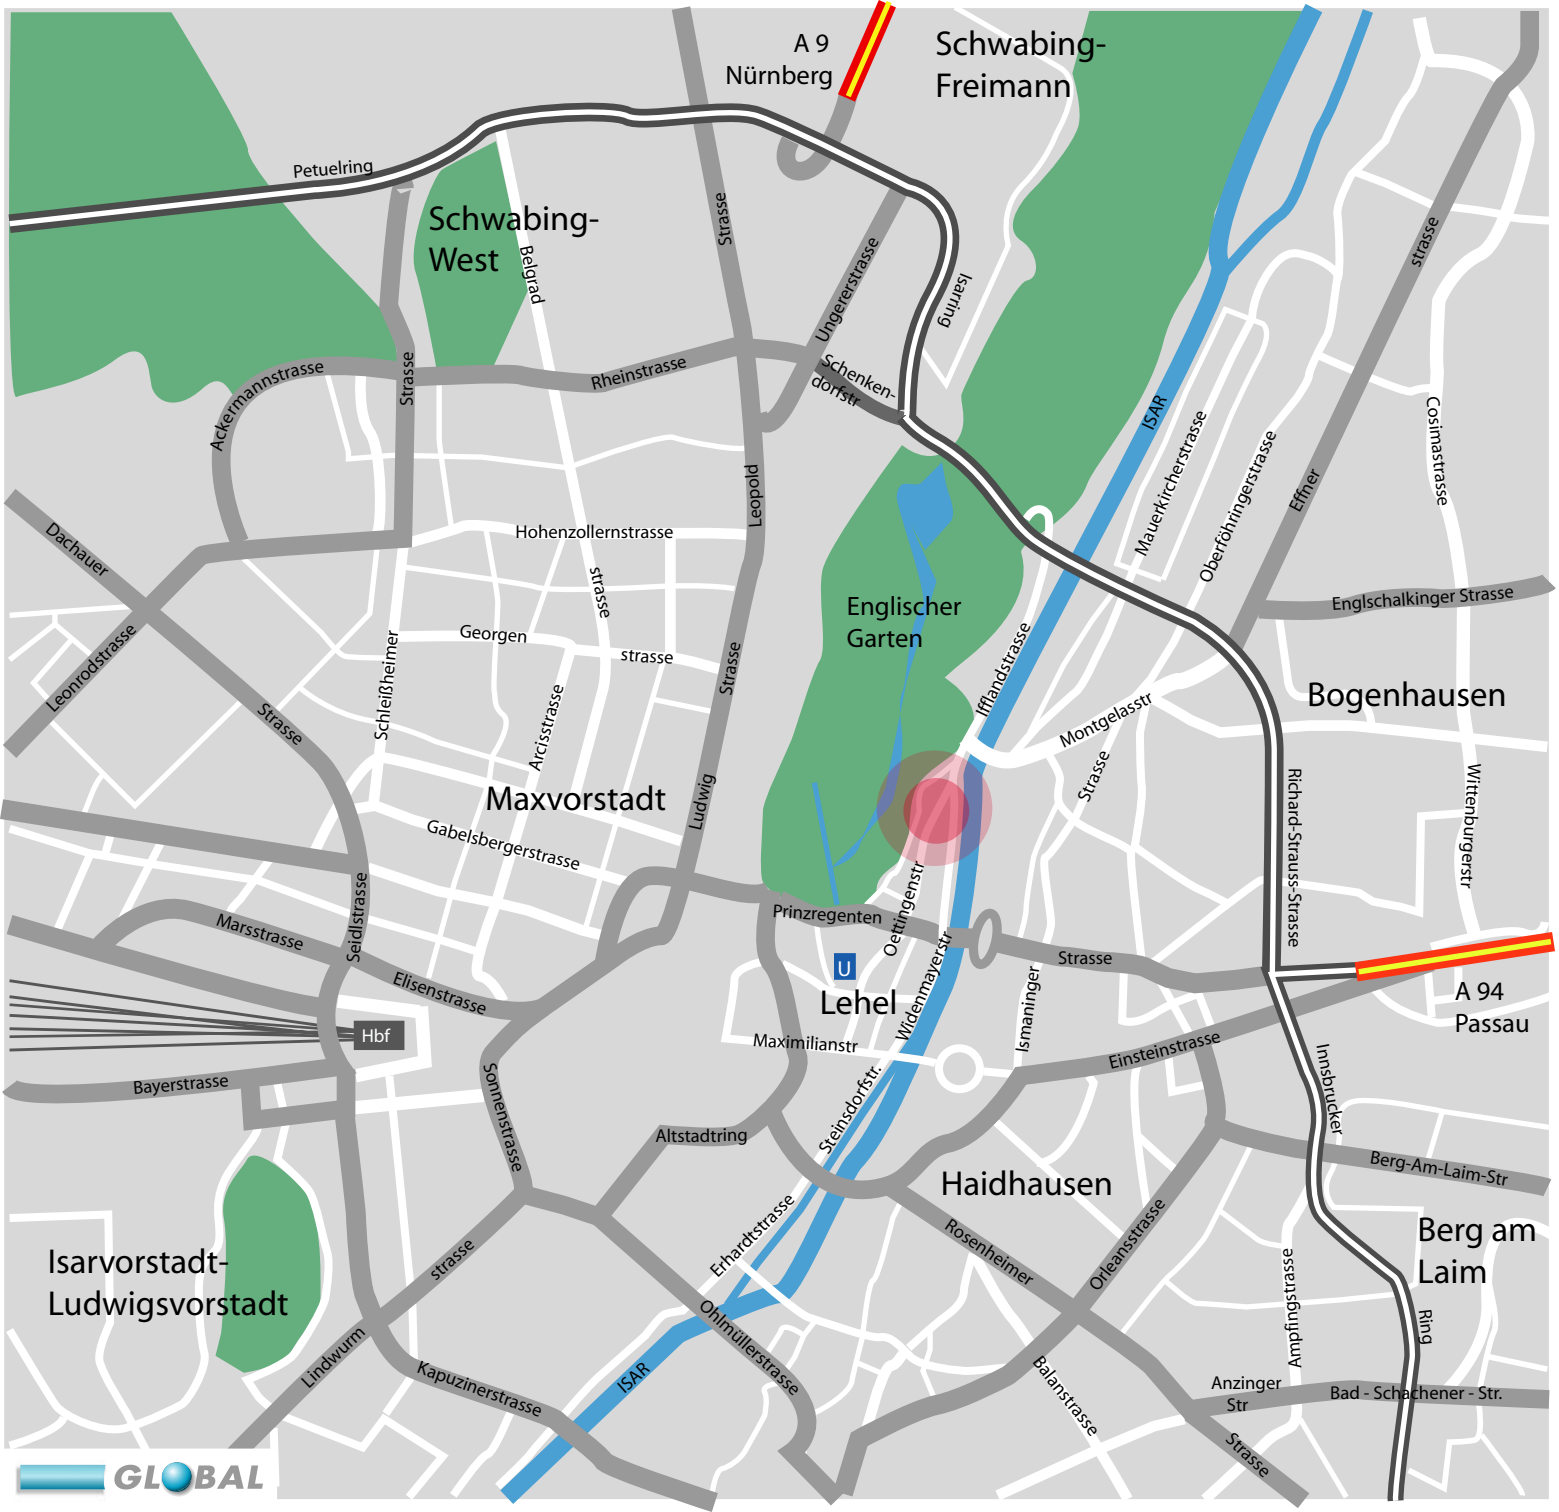 A 9
Nürnberg
Schwabing-
Freimann
Petuelring
Schwabing-
West
Belgrad
Strasse
Ungererstrasse
Isarring
strasse
Ackermannstrasse
Strasse
Rheinstrasse
Schenken-
dorfstr
ISAR
Mauerkircherstrasse
Oberföhringerstrasse
Effner
Cosimastrasse
Dachauer
Hohenzollernstrasse
Leopold
strasse
Englischer
Garten
Englschalkinger Strasse
Leonrodstrasse
Georgen
strasse
Schleißheimer
Strasse
Strasse
Arcisstrasse
Ifflandstrasse
Montgelasstr
Bogenhausen
Strasse
Maxvorstadt
Ludwig
Gabelsbergerstrasse
Richard-Strauss-Strasse
Wittenburgerstr
Marsstrasse
Seidlstrasse
Prinzregenten
Oettingenstr
Widenmayerstr
Strasse
Elisenstrasse
U
Lehel
Ismaninger
A 94
Passau
Hbf
Maximilianstr
Einsteinstrasse
Innsbrucker
Bayerstrasse
Sonnenstrasse
Steinsdorfstr.
Altstadtring
Berg-Am-Laim-Str
Haidhausen
Isarvorstadt-
Ludwigsvorstadt
strasse
Erhardtstrasse
Rosenheimer
Orleansstrasse
Ampfingstrasse
Berg am
Laim
Ring
Lindwurm
Kapuzinerstrasse
ISAR
Ohlmüllerstrasse
Balanstrasse
Anzinger
Str
Bad - Schachener - Str.
Strasse
GLOBAL